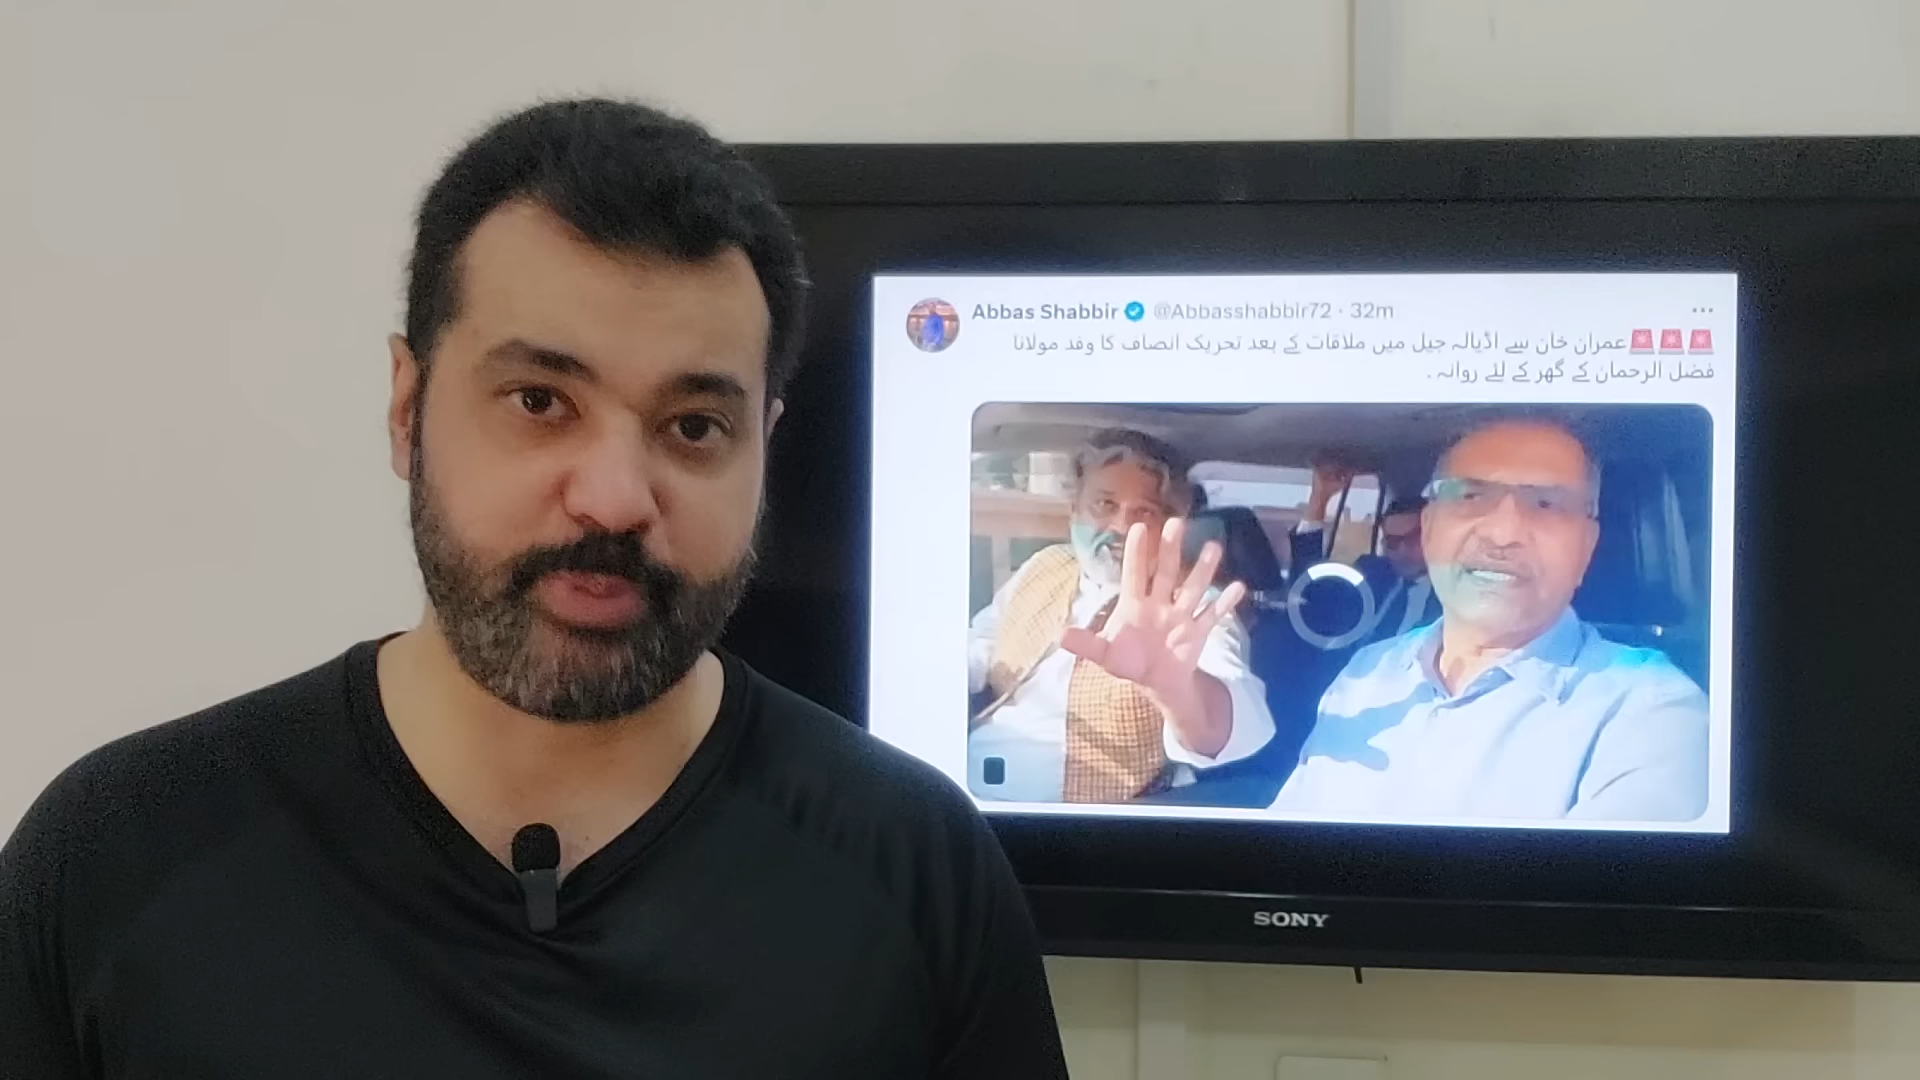 Abbas Shabbir @Abbasshabbir72 · 32m
🚨🚨🚨عمران خان سے اڈیالہ جیل میں ملاقات کے بعد تحریک انصاف کا وفد مولانا
فضل الرحمان کے گھر کے لئے روانہ .
SONY